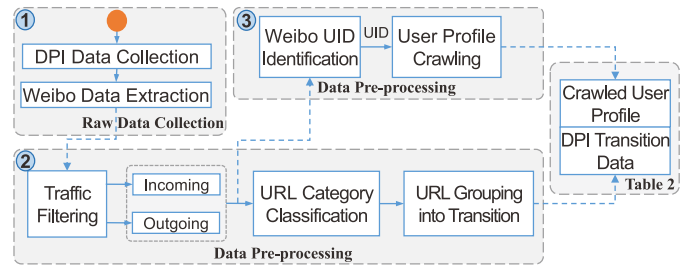 1
DPI Data Collection
Weibo Data Extraction
Raw Data Collection
3
Weibo UID
Identification
UID
User Profile
Crawling
Data Pre-processing
Crawled User
Profile
DPI Transition
Data
Table 2
2
Traffic
Filtering
Incoming
Outgoing
URL Category
Classification
URL Grouping
into Transition
Data Pre-processing